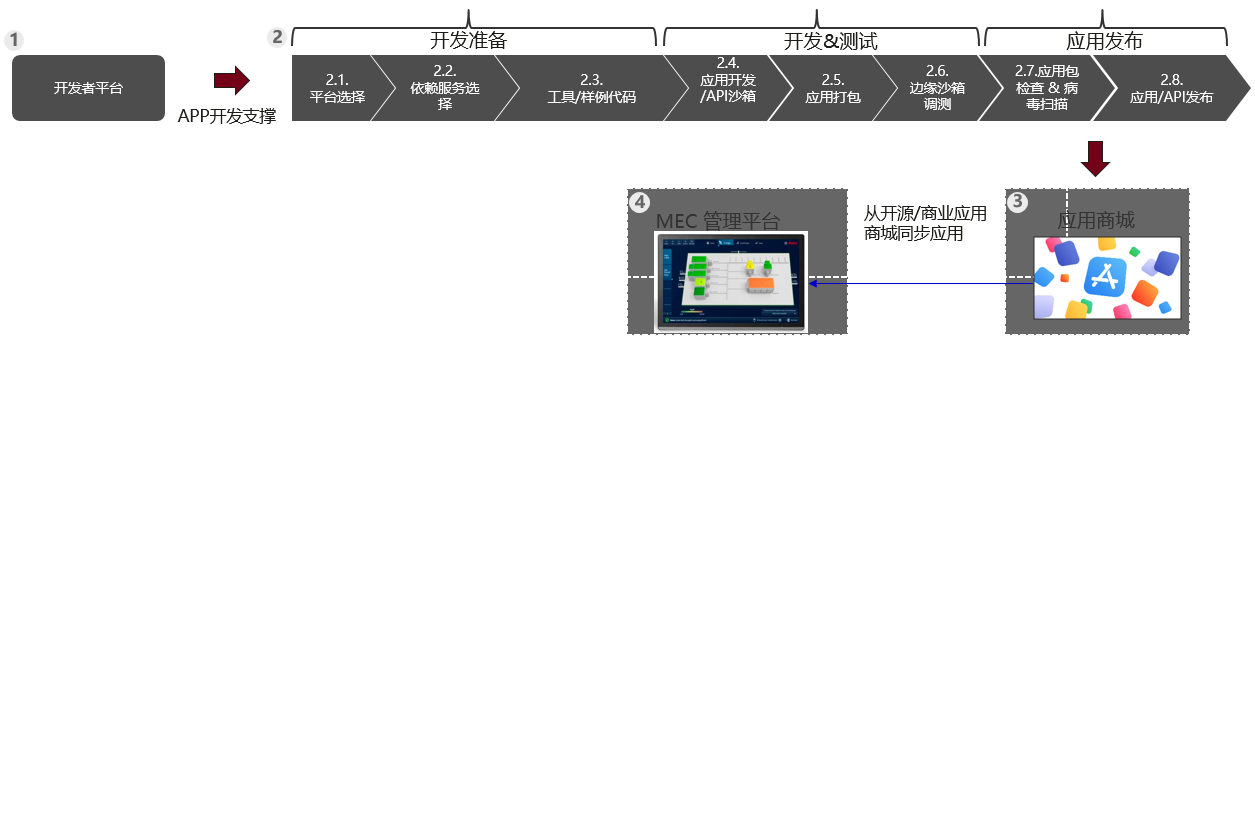 1
开发者平台
APP开发支撑
2
开发准备
开发&测试
应用发布
2.1.
平台选择
2.2.
依赖服务选
择
2.3.
工具/样例代码
2.4.
应用开发
/API沙箱
2.5.
应用打包
2.6.
边缘沙箱
调测
2.7.应用包
检查 & 病
毒扫描
2.8.
应用/API发布
4
MEC 管理平台
从开源/商业应用
商城同步应用
3
应用商城